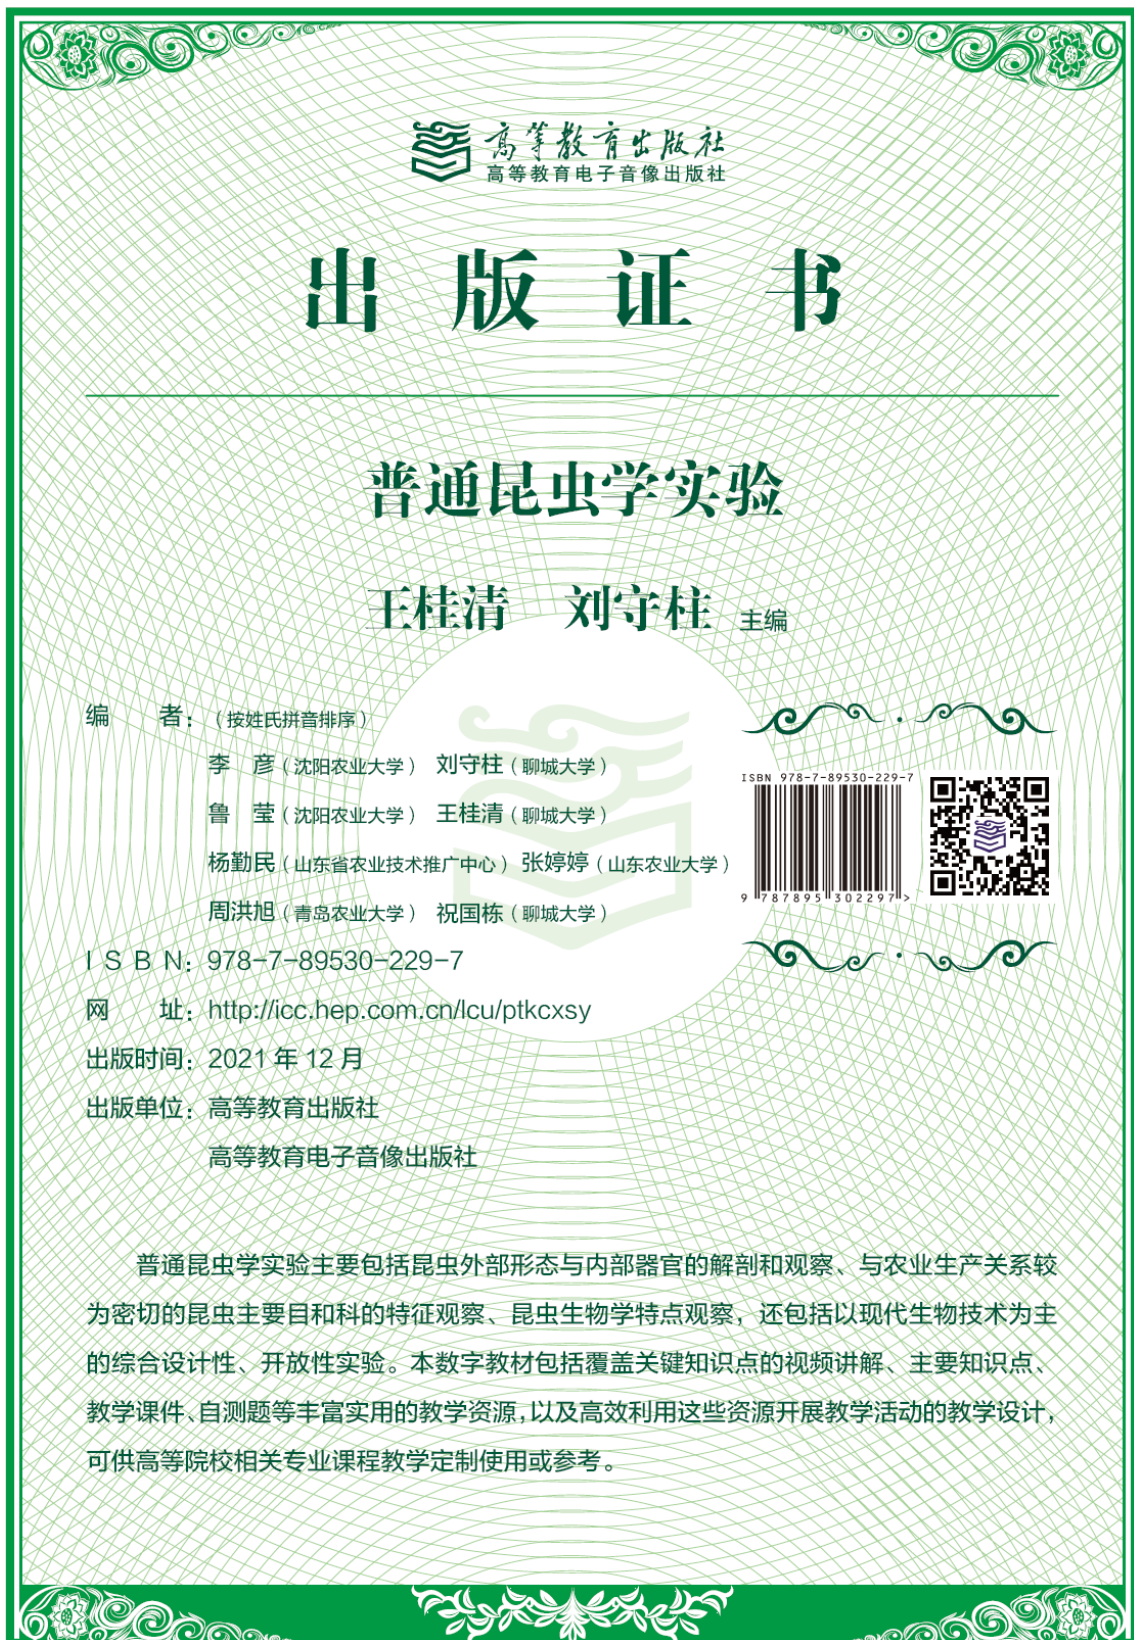 高等教育出版社
高等教育电子音像出版社
出版证书
普通昆虫学实验
王桂清 刘守柱 主编
编 者：（按姓氏拼音排序）
李 彦（沈阳农业大学） 刘守柱（聊城大学）
鲁 莹（沈阳农业大学） 王桂清（聊城大学）
杨勤民（山东省农业技术推广中心） 张婷婷（山东农业大学）
周洪旭（青岛农业大学） 祝国栋（聊城大学）
ISBN 978-7-89530-229-7
9 787895 302297 >
I S B N：978-7-89530-229-7
网 址：http://icc.hep.com.cn/lcu/ptkcxsy
出版时间：2021 年 12 月
出版单位：高等教育出版社
高等教育电子音像出版社
普通昆虫学实验主要包括昆虫外部形态与内部器官的解剖和观察、与农业生产关系较
为密切的昆虫主要目和科的特征观察、昆虫生物学特点观察，还包括以现代生物技术为主
的综合设计性、开放性实验。本数字教材包括覆盖关键知识点的视频讲解、主要知识点、
教学课件、自测题等丰富实用的教学资源，以及高效利用这些资源开展教学活动的教学设计，
可供高等院校相关专业课程教学定制使用或参考。